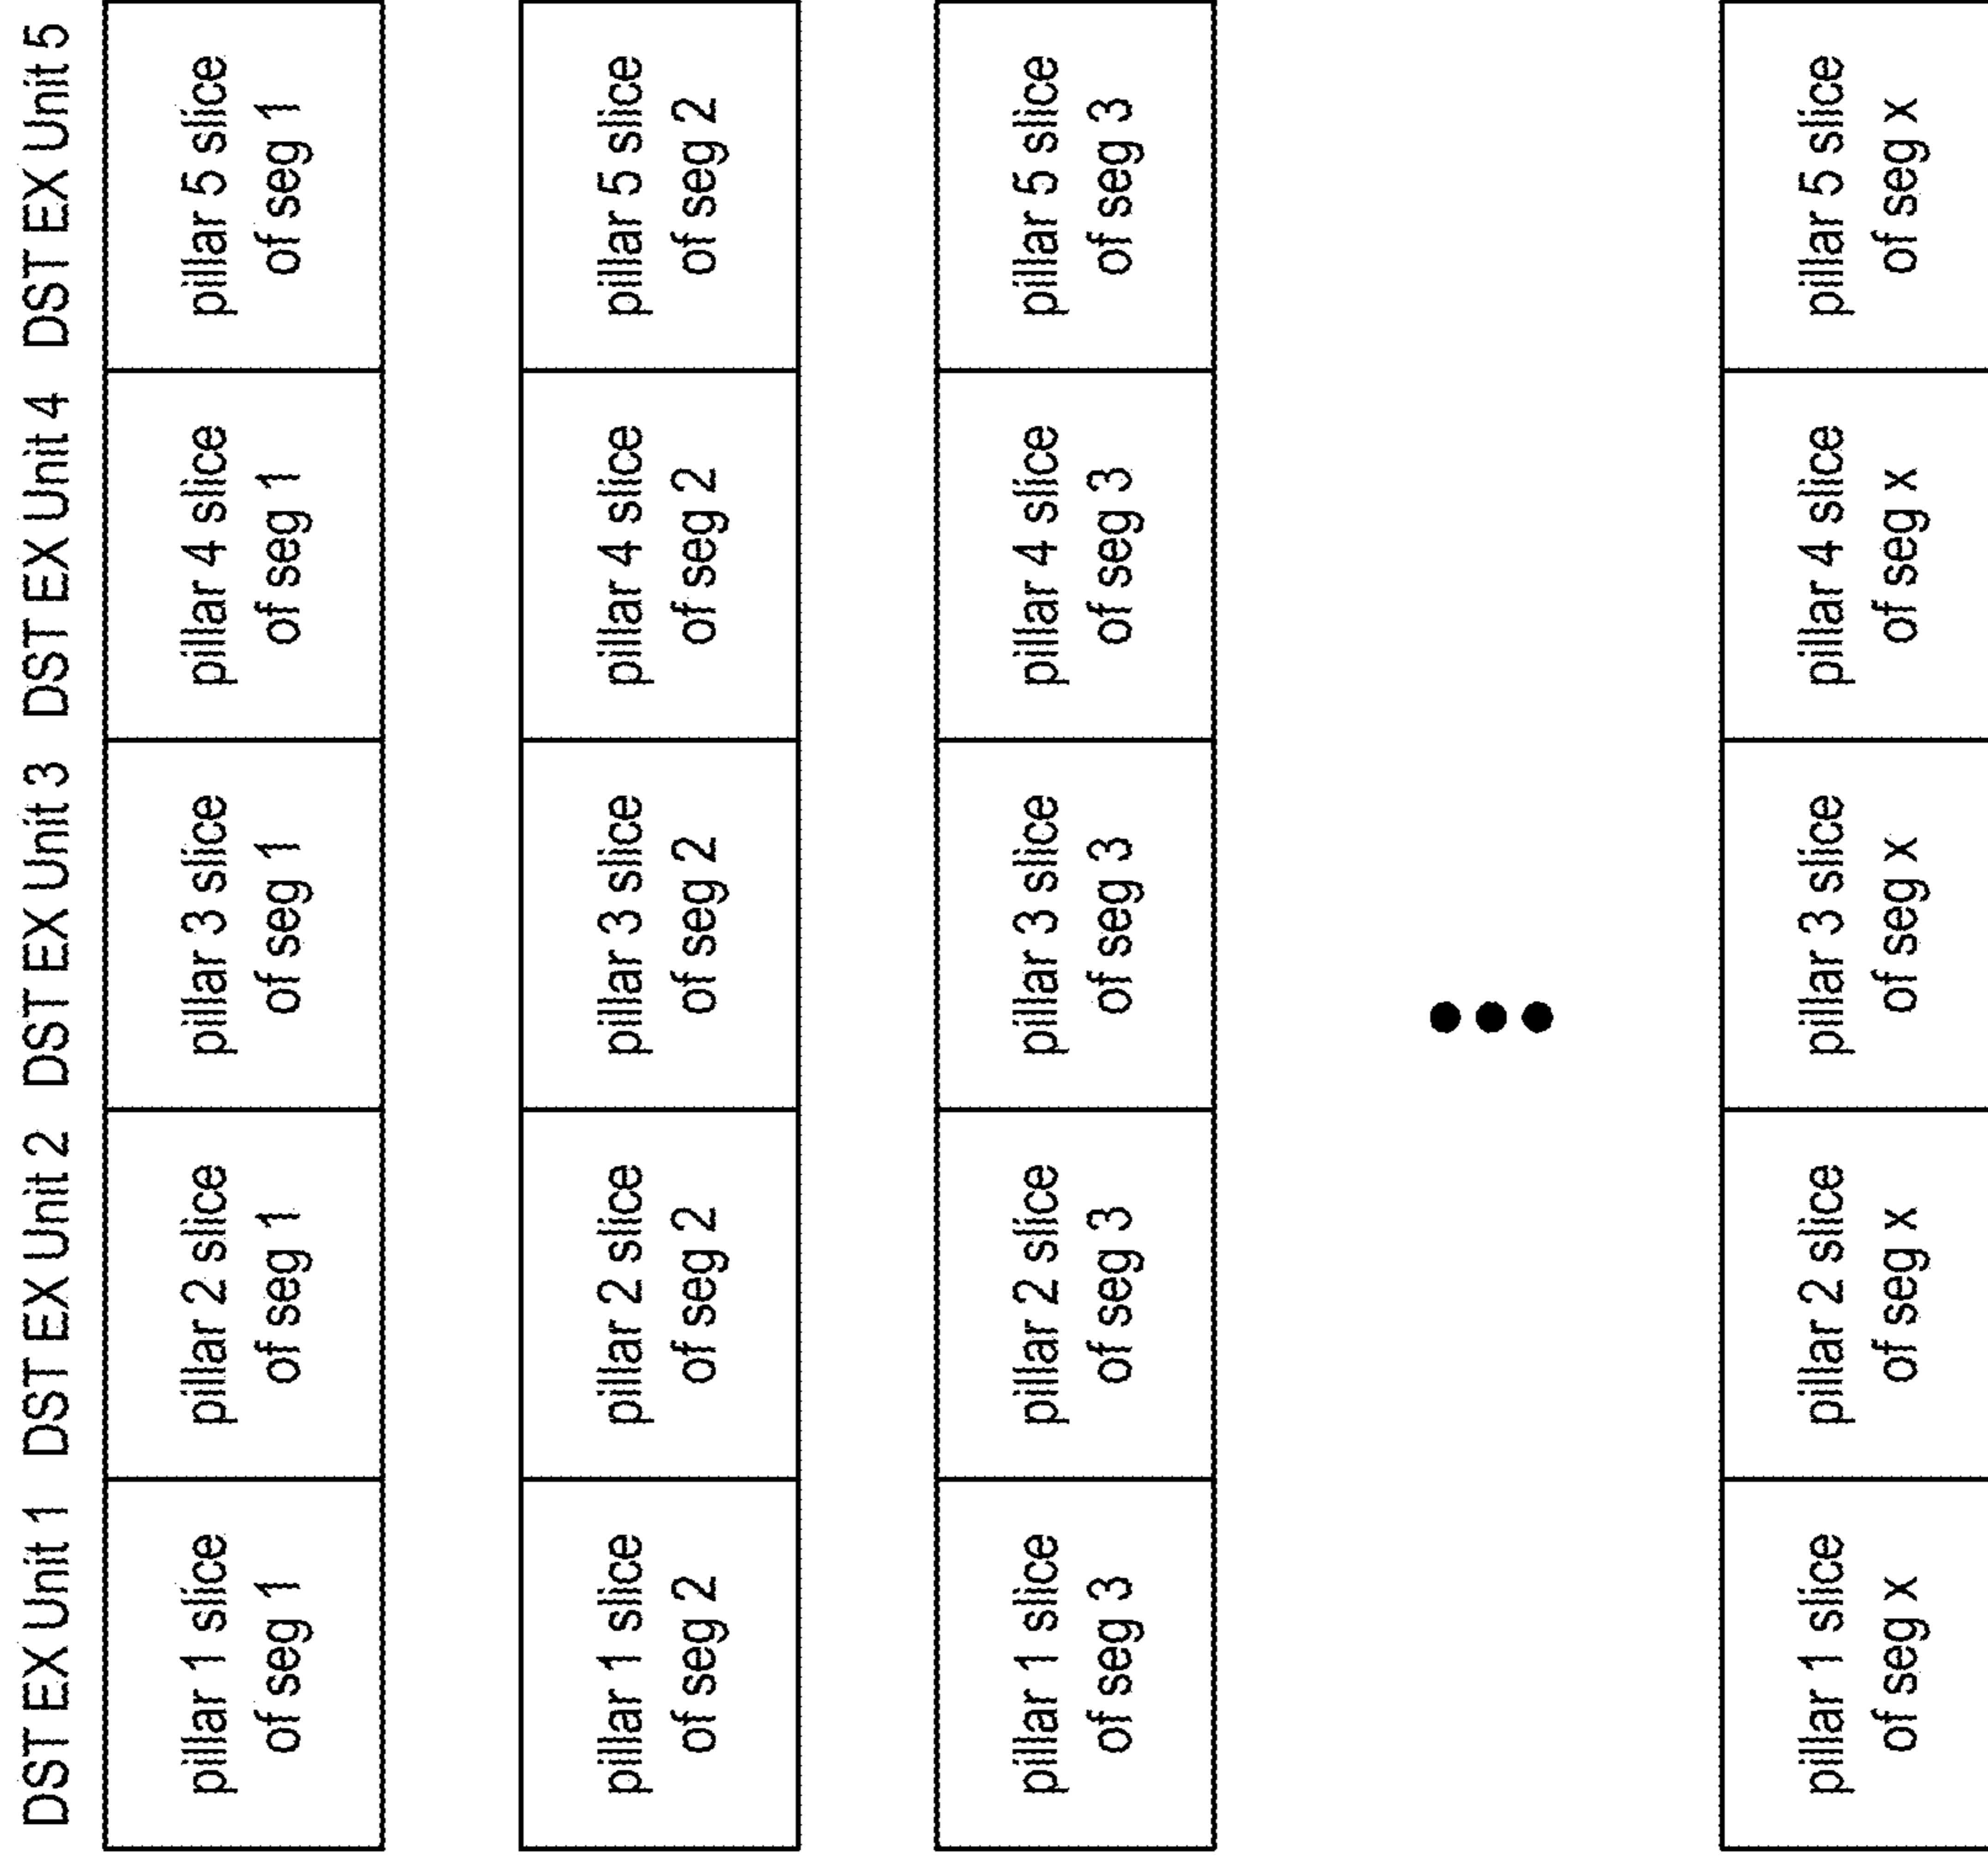 DST EX Unit 1 DST EX Unit 2 DST EX Unit 3 DST EX Unit 4 DST EX Unit 5
pillar 1 slice
of seg 1
pillar 2 slice
of seg 1
pillar 3 slice
of seg 1
pillar 4 slice
of seg 1
pillar 5 slice
of seg 1
pillar 1 slice
of seg 2
pillar 2 slice
of seg 2
pillar 3 slice
of seg 2
pillar 4 slice
of seg 2
pillar 5 slice
of seg 2
pillar 1 slice
of seg 3
pillar 2 slice
of seg 3
pillar 3 slice
of seg 3
pillar 4 slice
of seg 3
pillar 5 slice
of seg 3
pillar 1 slice
of seg x
pillar 2 slice
of seg x
pillar 3 slice
of seg x
pillar 4 slice
of seg x
pillar 5 slice
of seg x